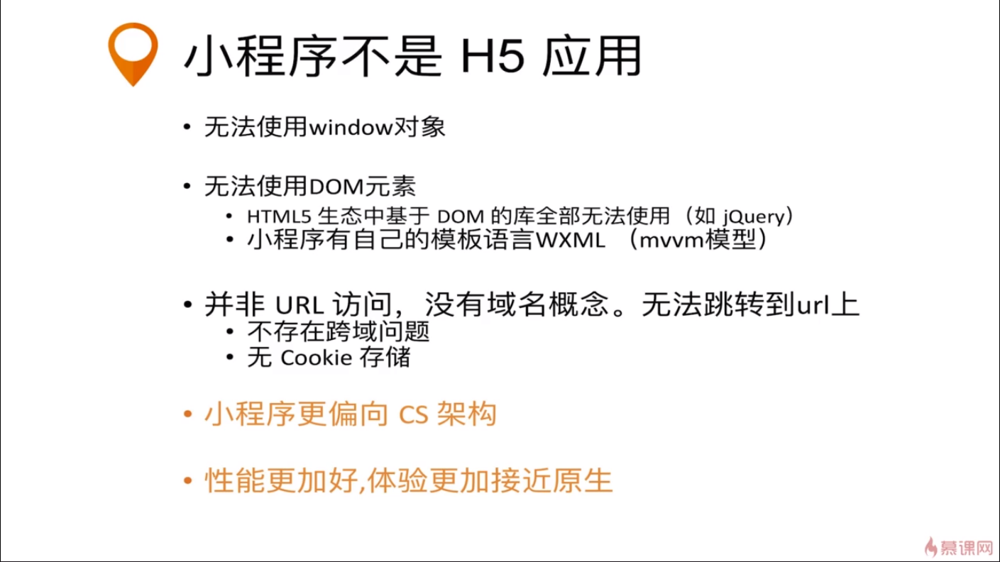 小程序不是 H5 应用
• 无法使用window对象
• 无法使用DOM元素
• HTML5 生态中基于 DOM 的库全部无法使用（如 jQuery）
• 小程序有自己的模板语言WXML （mvvm模型）
• 并非 URL 访问，没有域名概念。无法跳转到url上
• 不存在跨域问题
• 无 Cookie 存储
• 小程序更偏向 CS 架构
• 性能更加好,体验更加接近原生
慕课网